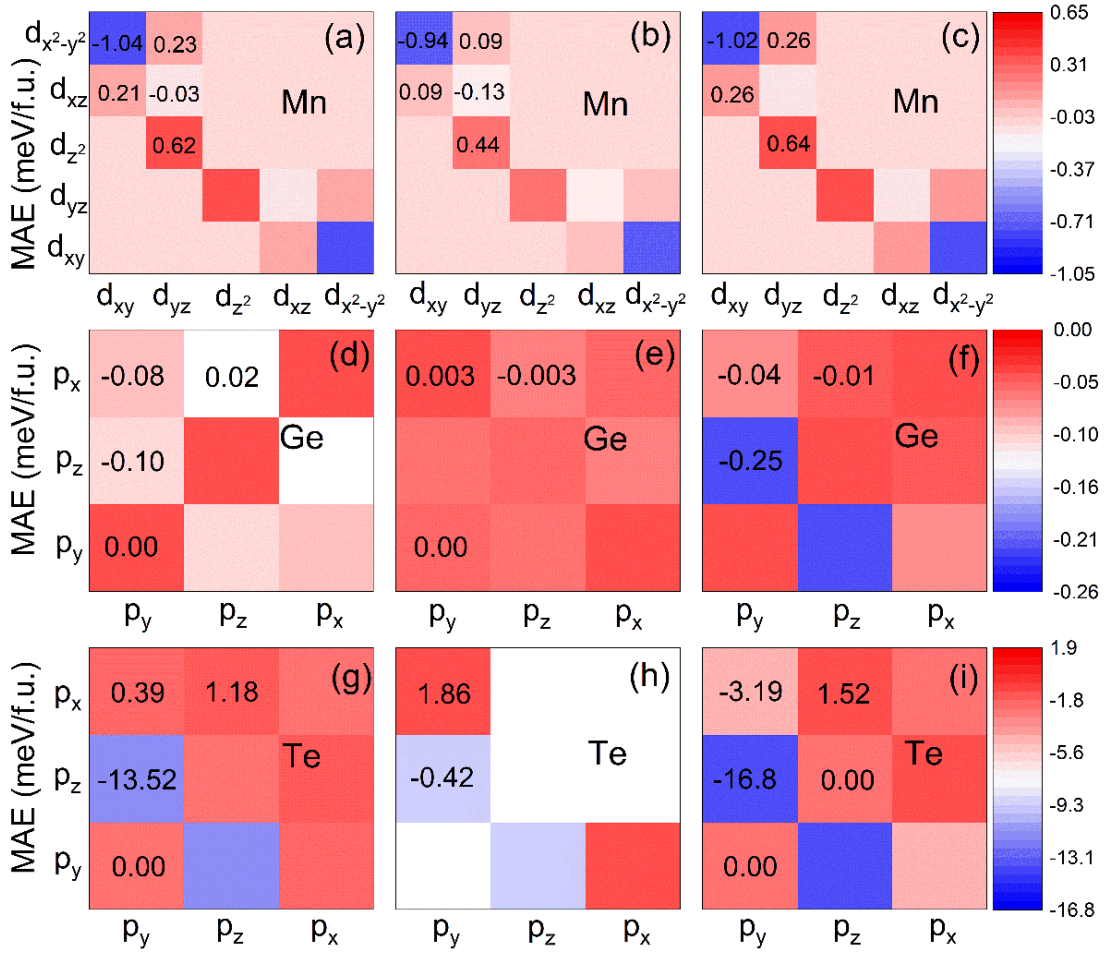 MAE (meV/f.u.)
d_{x²-y²} -1.04 0.23 (a)
d_{xz} 0.21 -0.03 Mn
d_{z²} 0.62
d_{yz}
d_{xy}
d_{xy} d_{yz} d_{z²} d_{xz} d_{x²-y²}
-0.94 0.09 (b)
0.09 -0.13 Mn
0.44
d_{xy} d_{yz} d_{z²} d_{xz} d_{x²-y²}
-1.02 0.26 (c)
0.26 Mn
0.64
d_{xy} d_{yz} d_{z²} d_{xz} d_{x²-y²}
0.65
0.31
-0.03
-0.37
-0.71
-1.05
MAE (meV/f.u.)
p_x -0.08 0.02 (d)
p_z -0.10 Ge
p_y 0.00
p_y p_z p_x
0.003 -0.003 (e)
Ge
0.00
p_y p_z p_x
-0.04 -0.01 (f)
-0.25 Ge
p_y p_z p_x
0.00
-0.05
-0.10
-0.16
-0.21
-0.26
MAE (meV/f.u.)
p_x 0.39 1.18 (g)
p_z -13.52 Te
p_y 0.00
p_y p_z p_x
1.86 (h)
-0.42 Te
p_y p_z p_x
-3.19 1.52 (i)
-16.8 0.00 Te
0.00
p_y p_z p_x
1.9
-1.8
-5.6
-9.3
-13.1
-16.8